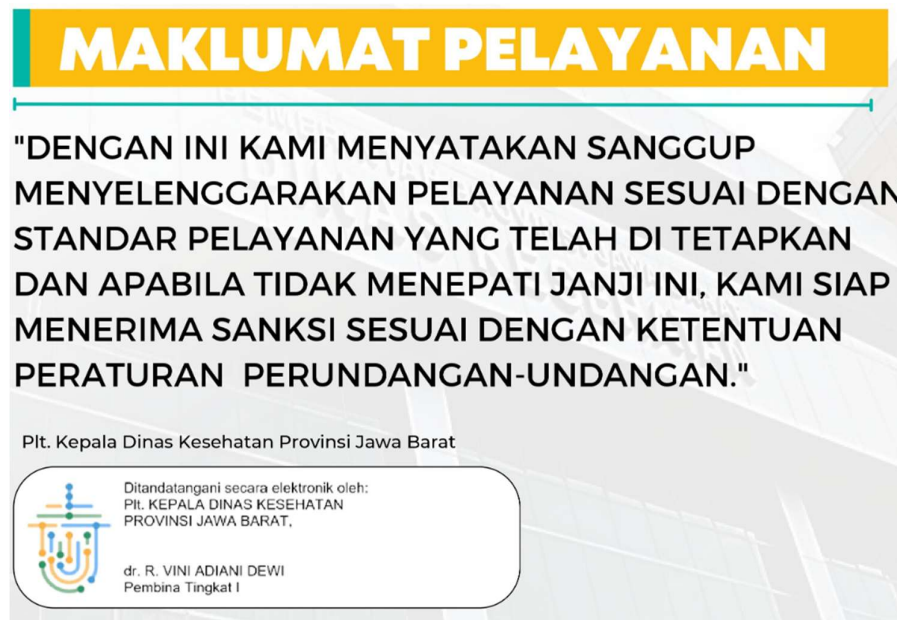 MAKLUMAT PELAYANAN
"DENGAN INI KAMI MENYATAKAN SANGGUP
MENYELENGGARAKAN PELAYANAN SESUAI DENGAN
STANDAR PELAYANAN YANG TELAH DI TETAPKAN
DAN APABILA TIDAK MENEPATI JANJI INI, KAMI SIAP
MENERIMA SANKSI SESUAI DENGAN KETENTUAN
PERATURAN  PERUNDANGAN-UNDANGAN."
Plt. Kepala Dinas Kesehatan Provinsi Jawa Barat
Ditandatangani secara elektronik oleh:
Plt. KEPALA DINAS KESEHATAN
PROVINSI JAWA BARAT,
dr. R. VINI ADIANI DEWI
Pembina Tingkat I